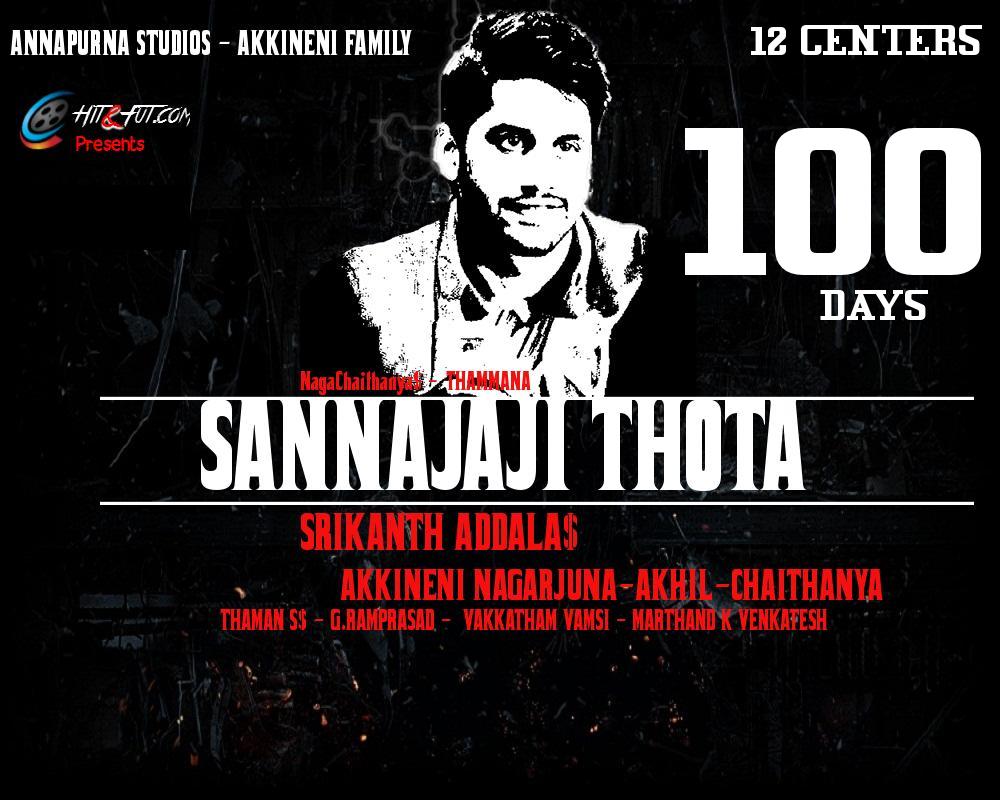 ANNAPURNA STUDIOS - AKKINENI FAMILY
12 CENTERS
HIT&FUT.COM
Presents
100
DAYS
NagaChaithanya$ - THAMMANA
SANNAJAJI THOTA
SRIKANTH ADDALA$
AKKINENI NAGARJUNA-AKHIL-CHAITHANYA
THAMAN S$ - G.RAMPRASAD - VAKKATHAM VAMSI - MARTHAND K VENKATESH